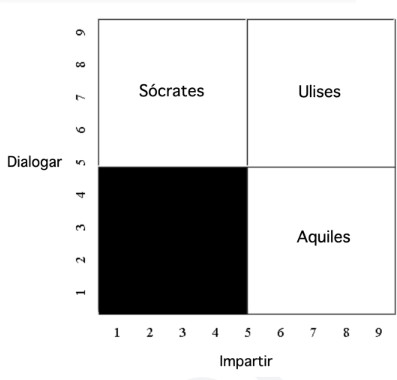 9
8
Sócrates Ulises
7
6
Dialogar 5
4
3 Aquiles
2
1
1 2 3 4 5 6 7 8 9
Impartir